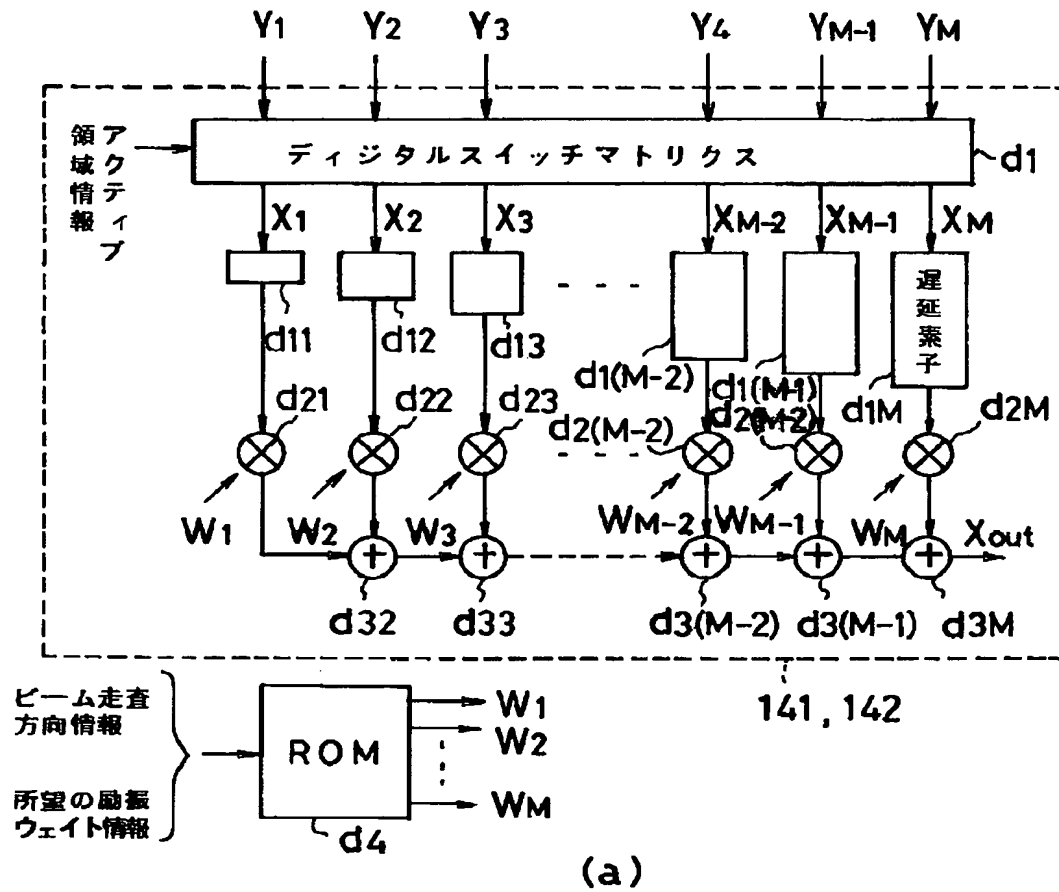 Y1 Y2 Y3 Y4 YM-1 YM
アクティブ
領域情報
ディジタルスイッチマトリクス
d1
X1 X2 X3 XM-2 XM-1 XM
遅延素子
d11 d12 d13 d1(M-2) d1(M-1) d1M
d21 d22 d23 d2(M-2) d2(M-2) d2M
W1 W2 W3 WM-2 WM-1 WM Xout
d32 d33 d3(M-2) d3(M-1) d3M
141, 142
ビーム走査
方向情報
所望の励振
ウェイト情報
ROM
d4
W1
W2
WM
(a)